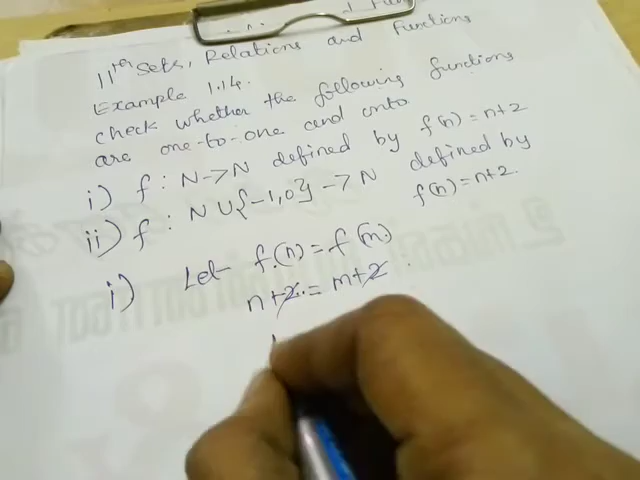 11th Sets, Relations and Functions
Example 1.14.
check whether the following functions
are one-to-one and onto
i) f : N->N defined by f(n) = n+2
ii) f : N U{-1,0} -> N defined by
f(n) = n+2.
i) Let f(n) = f(m)
n+2 = m+2